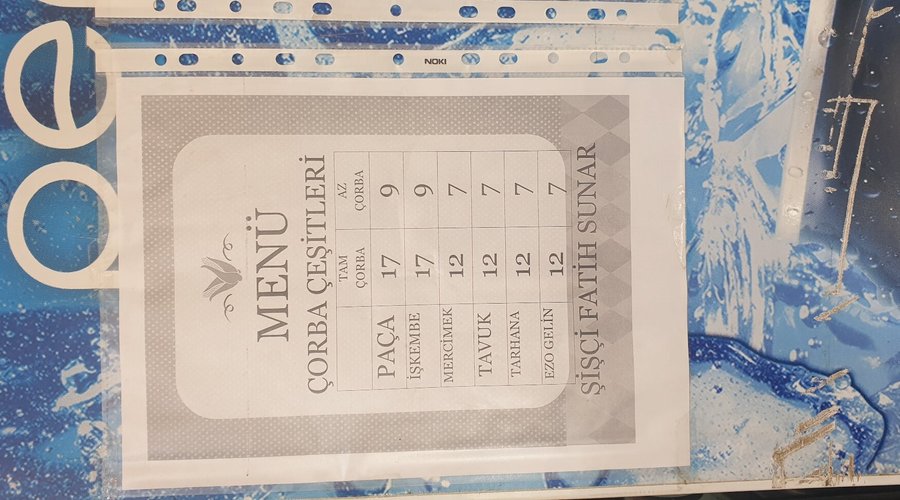 pe
NOKI
MENÜ
ÇORBA ÇEŞİTLERİ
TAM ÇORBA AZ ÇORBA
PAÇA 17 9
İŞKEMBE 17 9
MERCİMEK 12 7
TAVUK 12 7
TARHANA 12 7
EZO GELİN 12 7
ŞİŞÇİ FATİH SUNAR